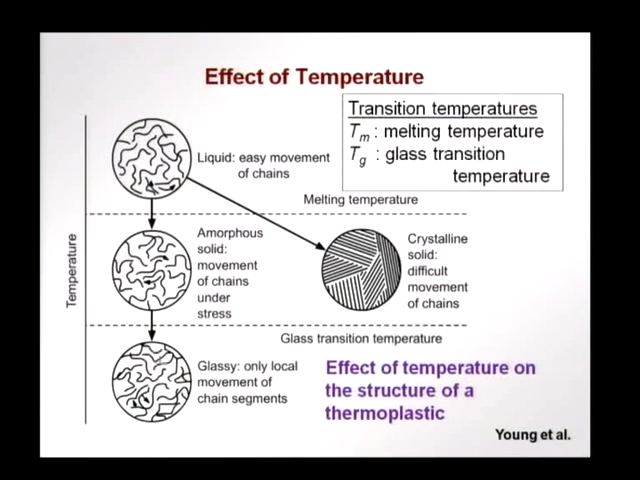 Effect of Temperature
Transition temperatures
Tm : melting temperature
Tg : glass transition
temperature
Liquid: easy movement
of chains
Melting temperature
Temperature
Amorphous
solid:
movement
of chains
under
stress
Crystalline
solid:
difficult
movement
of chains
Glass transition temperature
Glassy: only local
movement of
chain segments
Effect of temperature on
the structure of a
thermoplastic
Young et al.